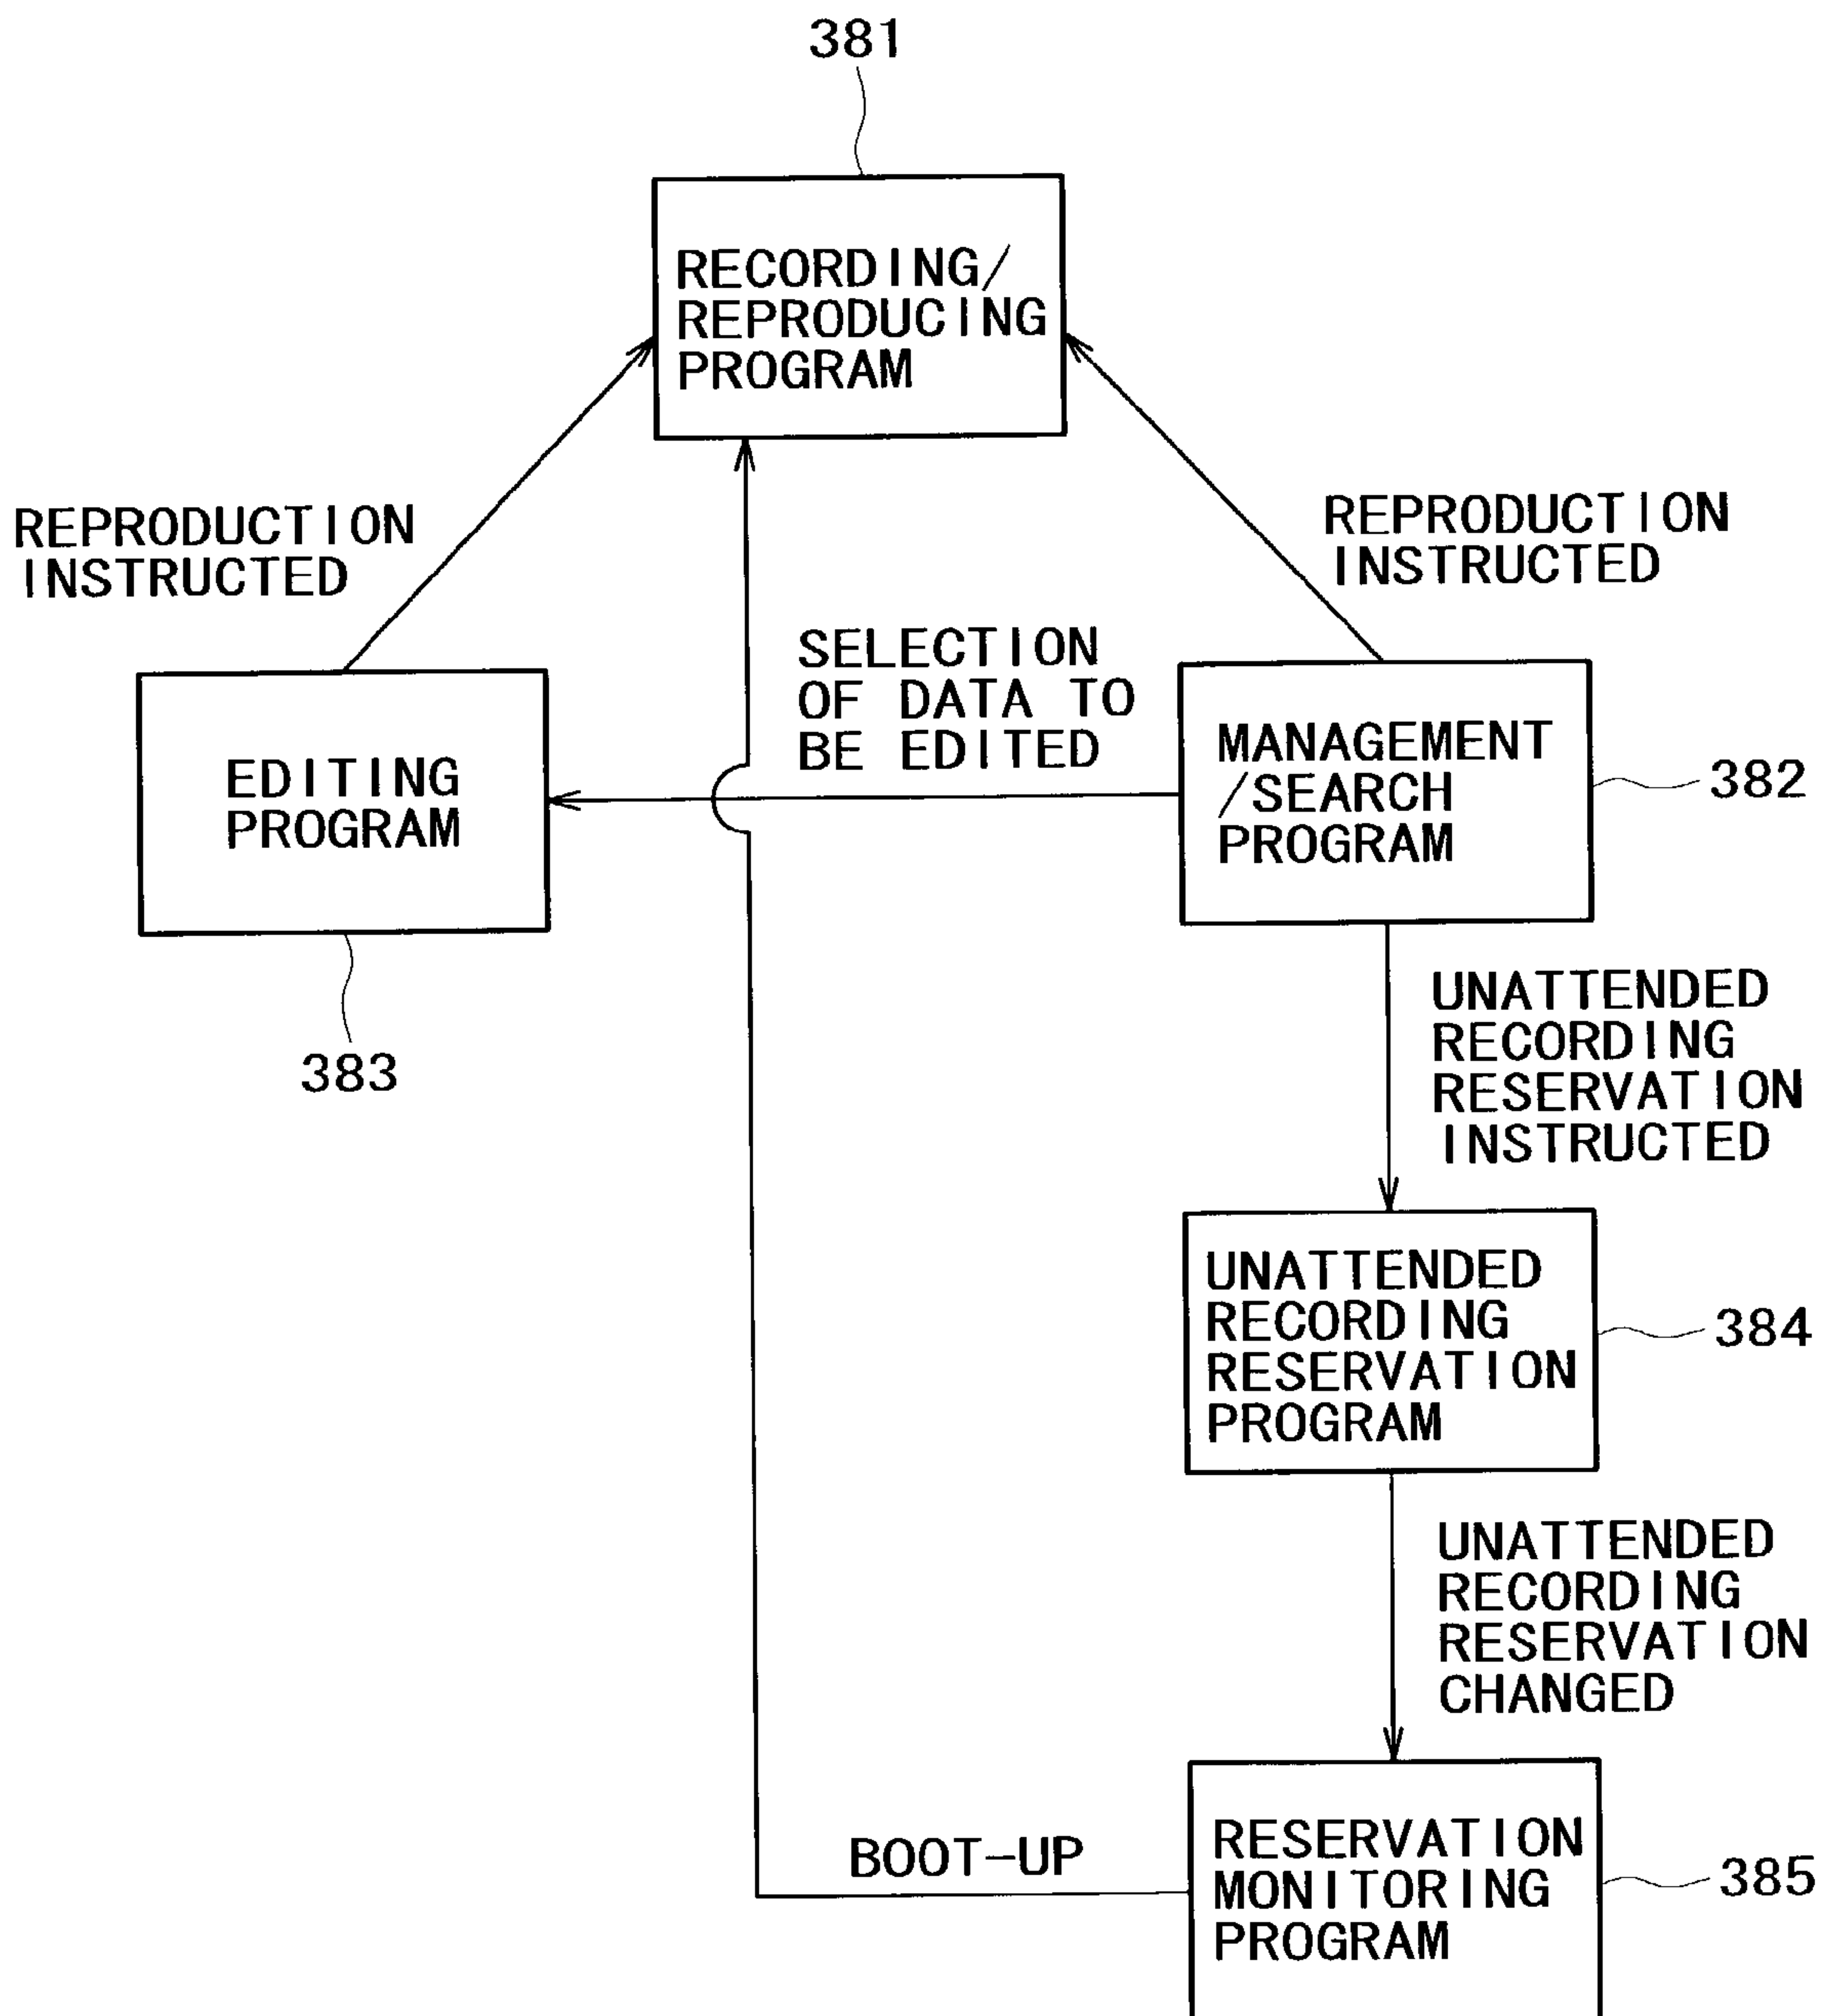 381
RECORDING/
REPRODUCING
PROGRAM
REPRODUCTION
INSTRUCTED
REPRODUCTION
INSTRUCTED
SELECTION
OF DATA TO
BE EDITED
EDITING
PROGRAM
MANAGEMENT
/SEARCH
PROGRAM
382
383
UNATTENDED
RECORDING
RESERVATION
INSTRUCTED
UNATTENDED
RECORDING
RESERVATION
PROGRAM
384
UNATTENDED
RECORDING
RESERVATION
CHANGED
BOOT-UP
RESERVATION
MONITORING
PROGRAM
385